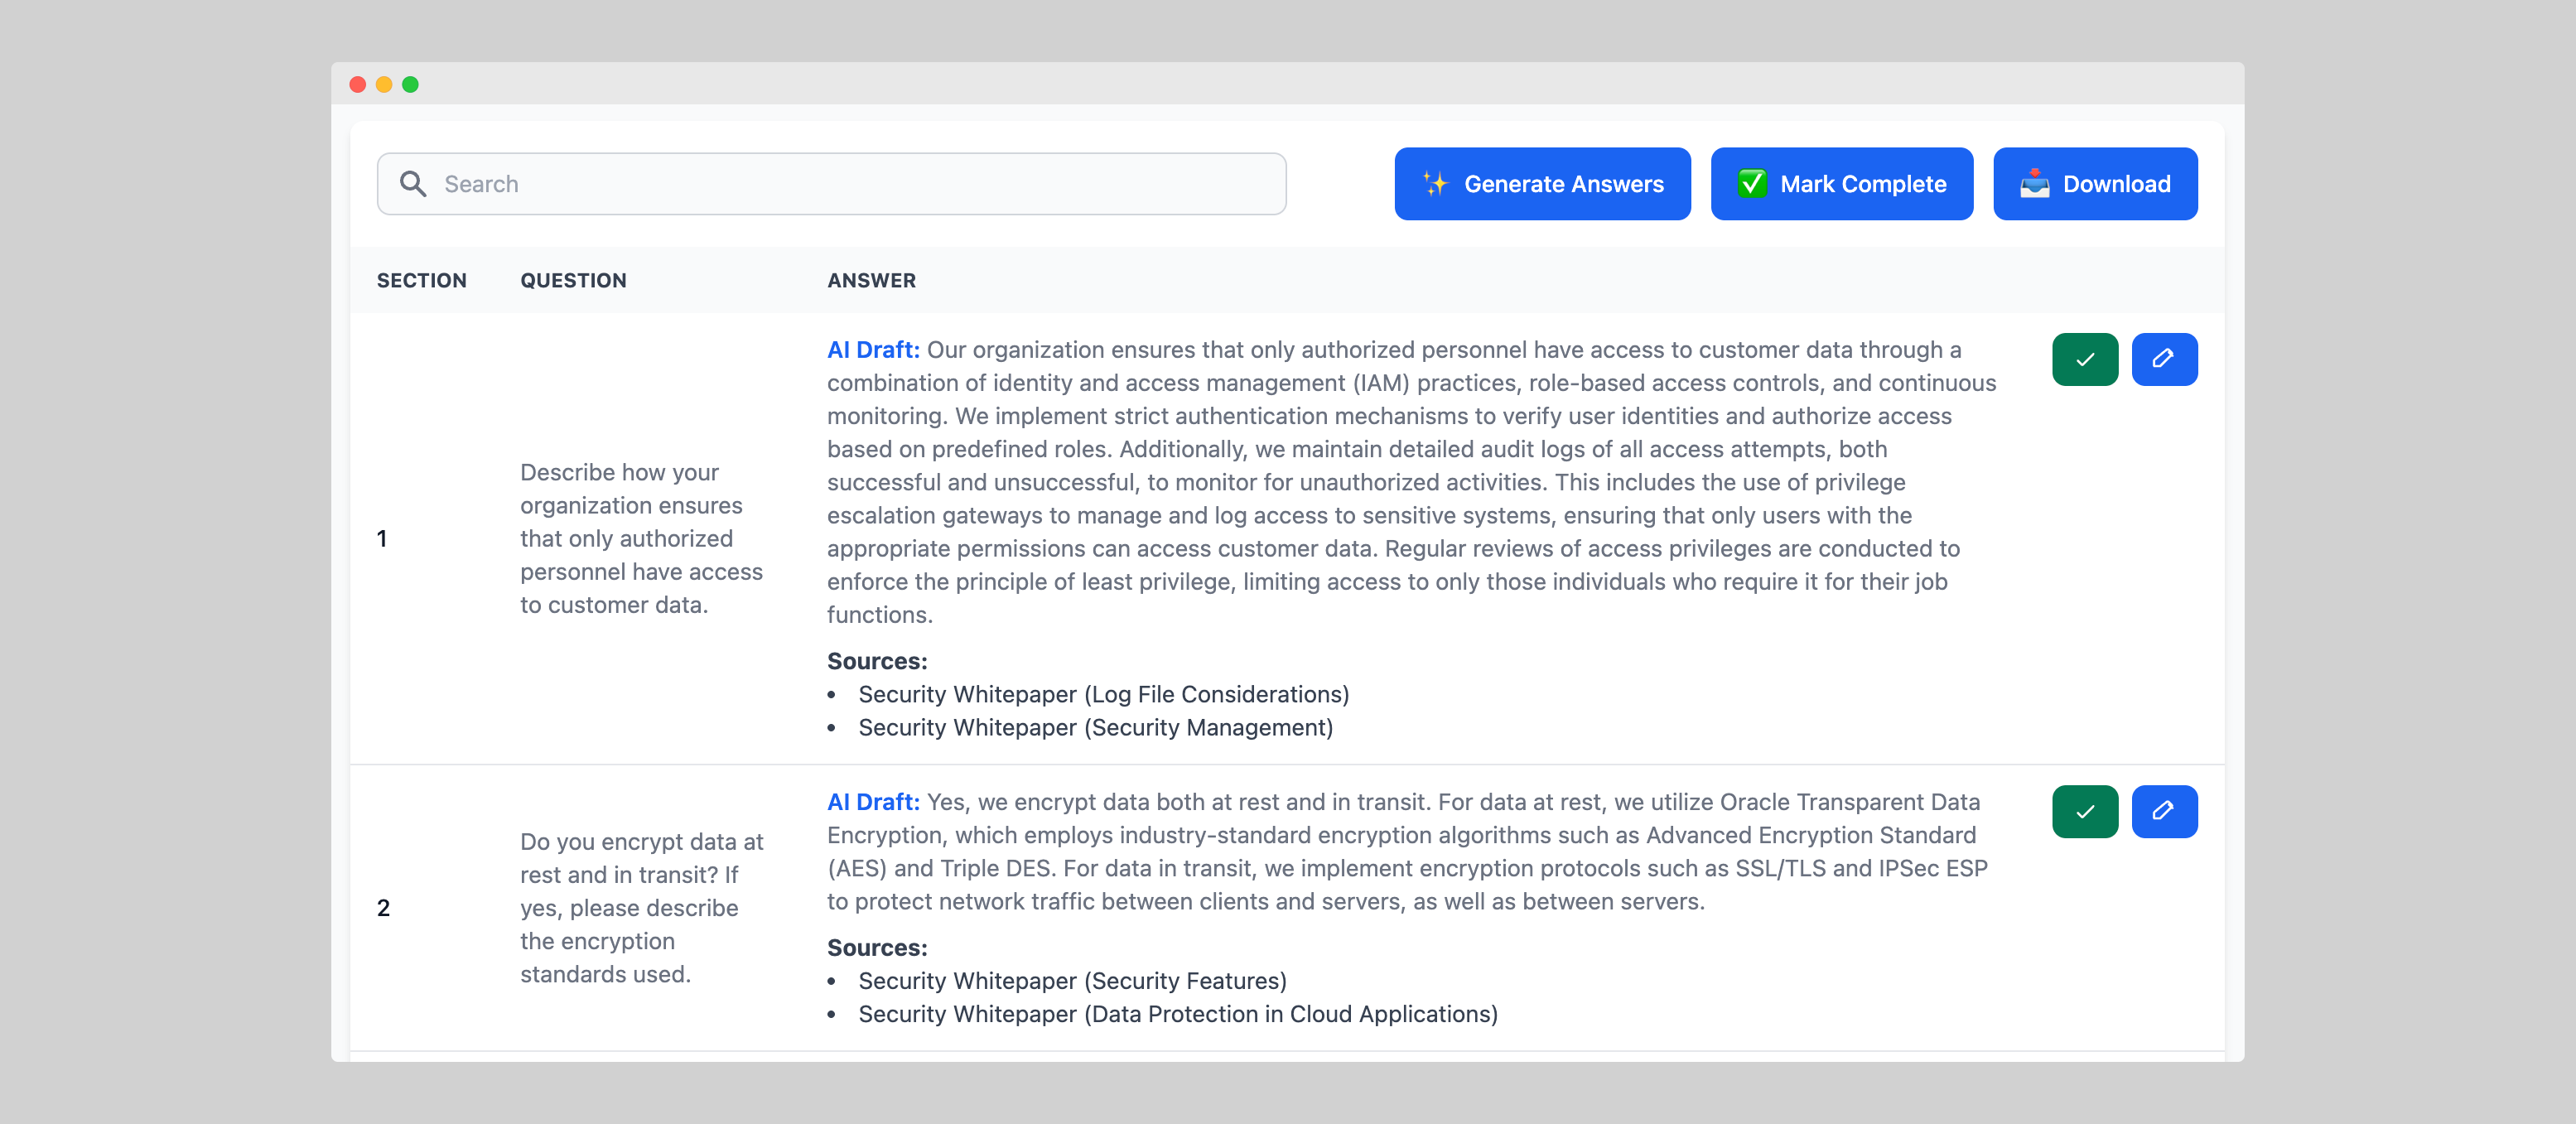 Search
✨ Generate Answers
✅ Mark Complete
📥 Download
SECTION
QUESTION
ANSWER
1
Describe how your
organization ensures
that only authorized
personnel have access
to customer data.
AI Draft: Our organization ensures that only authorized personnel have access to customer data through a
combination of identity and access management (IAM) practices, role-based access controls, and continuous
monitoring. We implement strict authentication mechanisms to verify user identities and authorize access
based on predefined roles. Additionally, we maintain detailed audit logs of all access attempts, both
successful and unsuccessful, to monitor for unauthorized activities. This includes the use of privilege
escalation gateways to manage and log access to sensitive systems, ensuring that only users with the
appropriate permissions can access customer data. Regular reviews of access privileges are conducted to
enforce the principle of least privilege, limiting access to only those individuals who require it for their job
functions.
Sources:
• Security Whitepaper (Log File Considerations)
• Security Whitepaper (Security Management)
2
Do you encrypt data at
rest and in transit? If
yes, please describe
the encryption
standards used.
AI Draft: Yes, we encrypt data both at rest and in transit. For data at rest, we utilize Oracle Transparent Data
Encryption, which employs industry-standard encryption algorithms such as Advanced Encryption Standard
(AES) and Triple DES. For data in transit, we implement encryption protocols such as SSL/TLS and IPSec ESP
to protect network traffic between clients and servers, as well as between servers.
Sources:
• Security Whitepaper (Security Features)
• Security Whitepaper (Data Protection in Cloud Applications)